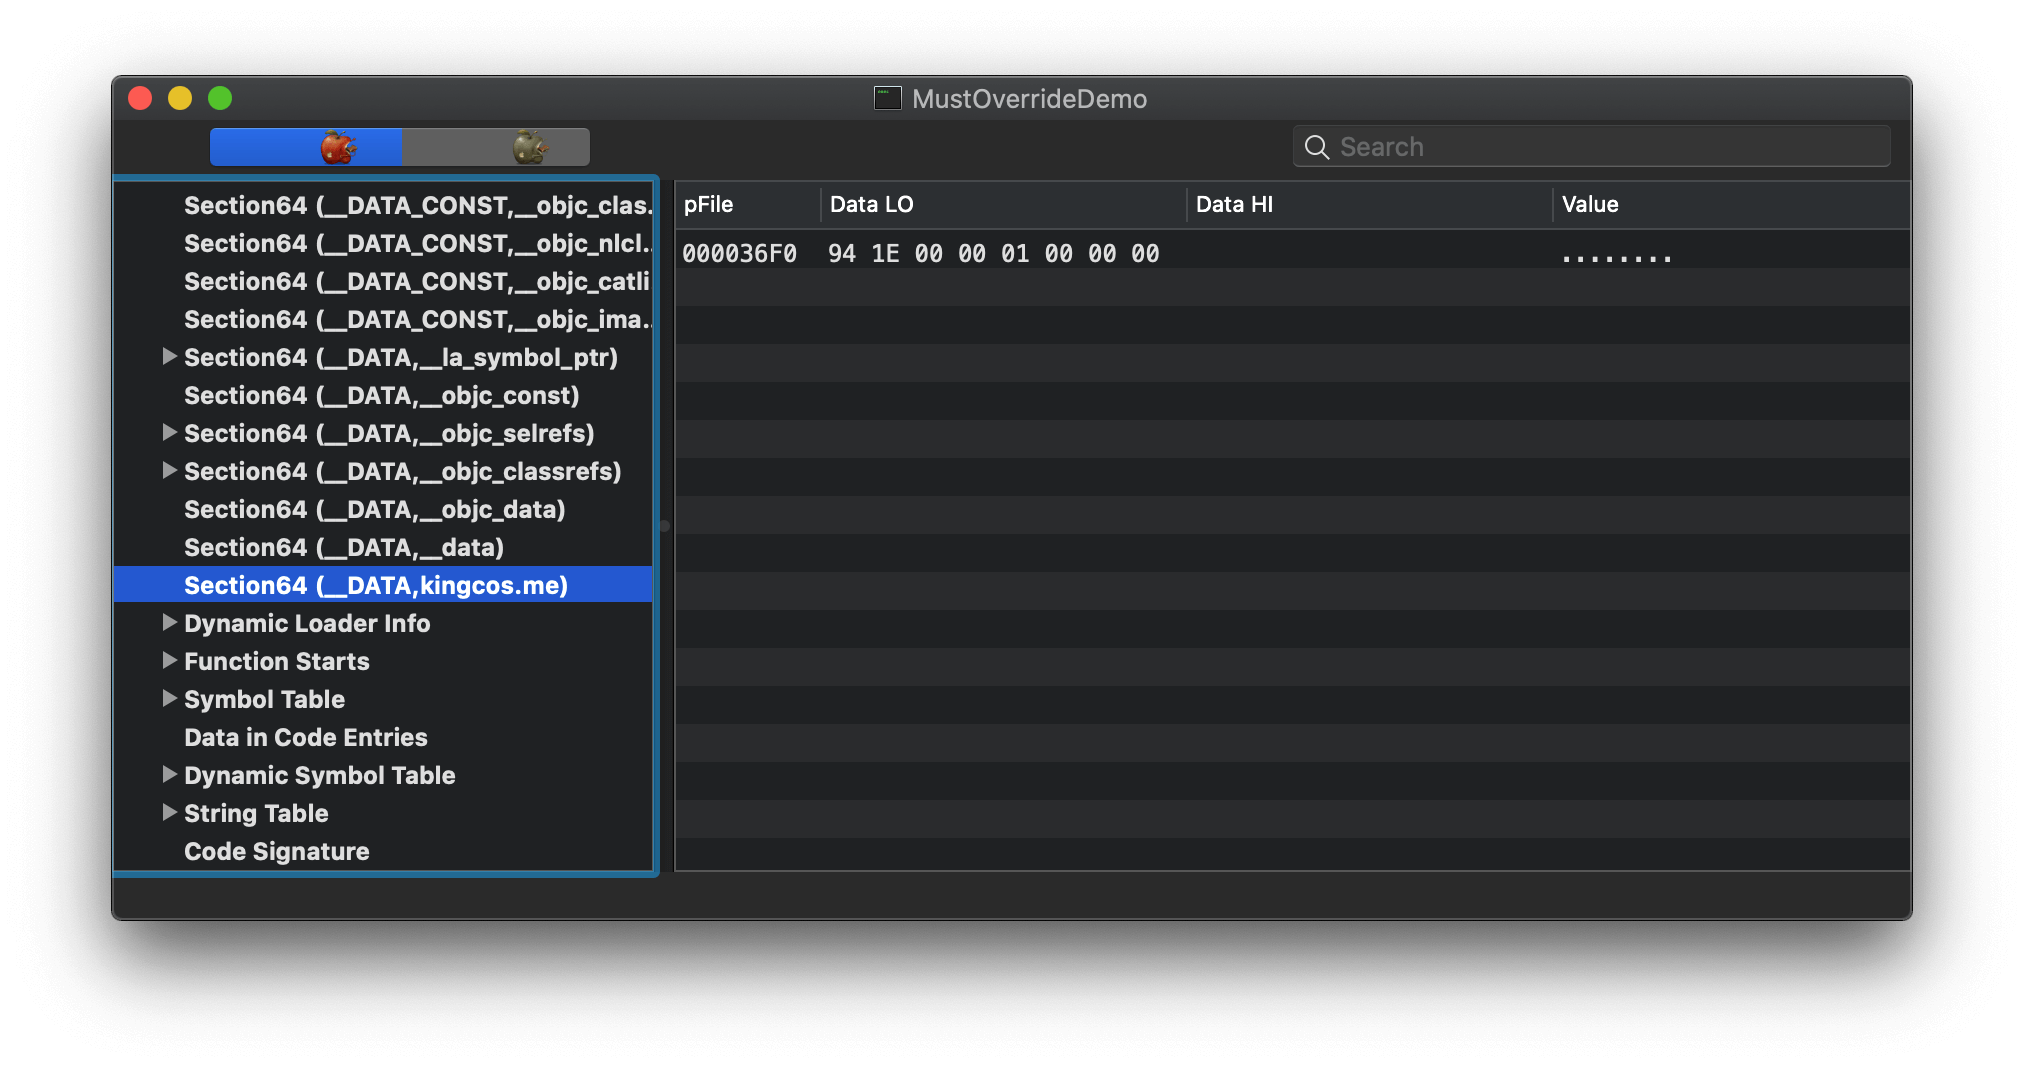 MustOverrideDemo
Search
Section64 (__DATA_CONST,__objc_clas..
Section64 (__DATA_CONST,__objc_nlcl..
Section64 (__DATA_CONST,__objc_catli
Section64 (__DATA_CONST,__objc_ima..
Section64 (__DATA,__la_symbol_ptr)
Section64 (__DATA,__objc_const)
Section64 (__DATA,__objc_selrefs)
Section64 (__DATA,__objc_classrefs)
Section64 (__DATA,__objc_data)
Section64 (__DATA,__data)
Section64 (__DATA,kingcos.me)
Dynamic Loader Info
Function Starts
Symbol Table
Data in Code Entries
Dynamic Symbol Table
String Table
Code Signature
pFile Data LO Data HI Value
000036F0 94 1E 00 00 01 00 00 00 ........